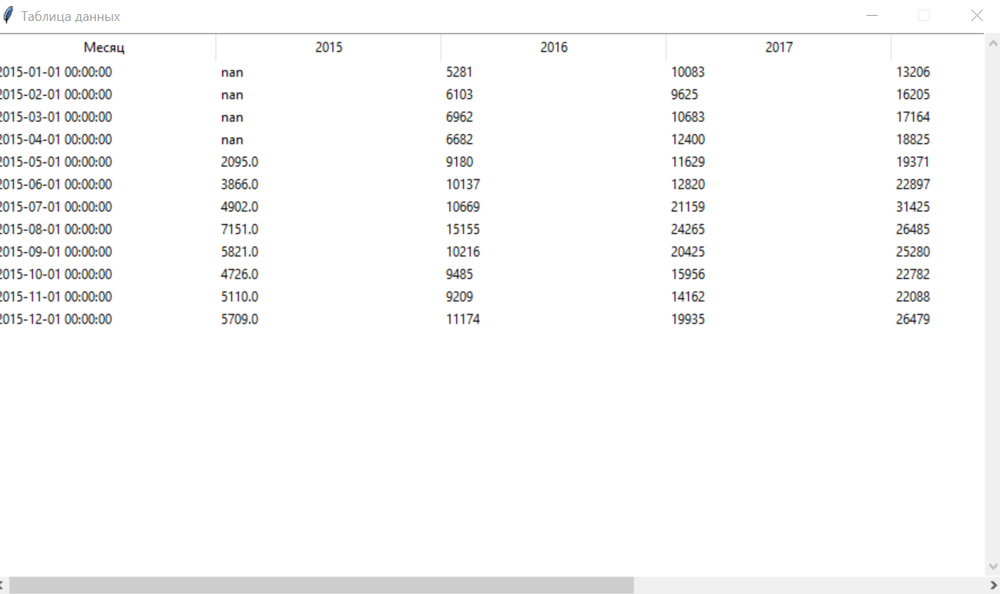 Таблица данных
Месяц 2015 2016 2017
2015-01-01 00:00:00 nan 5281 10083 13206
2015-02-01 00:00:00 nan 6103 9625 16205
2015-03-01 00:00:00 nan 6962 10683 17164
2015-04-01 00:00:00 nan 6682 12400 18825
2015-05-01 00:00:00 2095.0 9180 11629 19371
2015-06-01 00:00:00 3866.0 10137 12820 22897
2015-07-01 00:00:00 4902.0 10669 21159 31425
2015-08-01 00:00:00 7151.0 15155 24265 26485
2015-09-01 00:00:00 5821.0 10216 20425 25280
2015-10-01 00:00:00 4726.0 9485 15956 22782
2015-11-01 00:00:00 5110.0 9209 14162 22088
2015-12-01 00:00:00 5709.0 11174 19935 26479